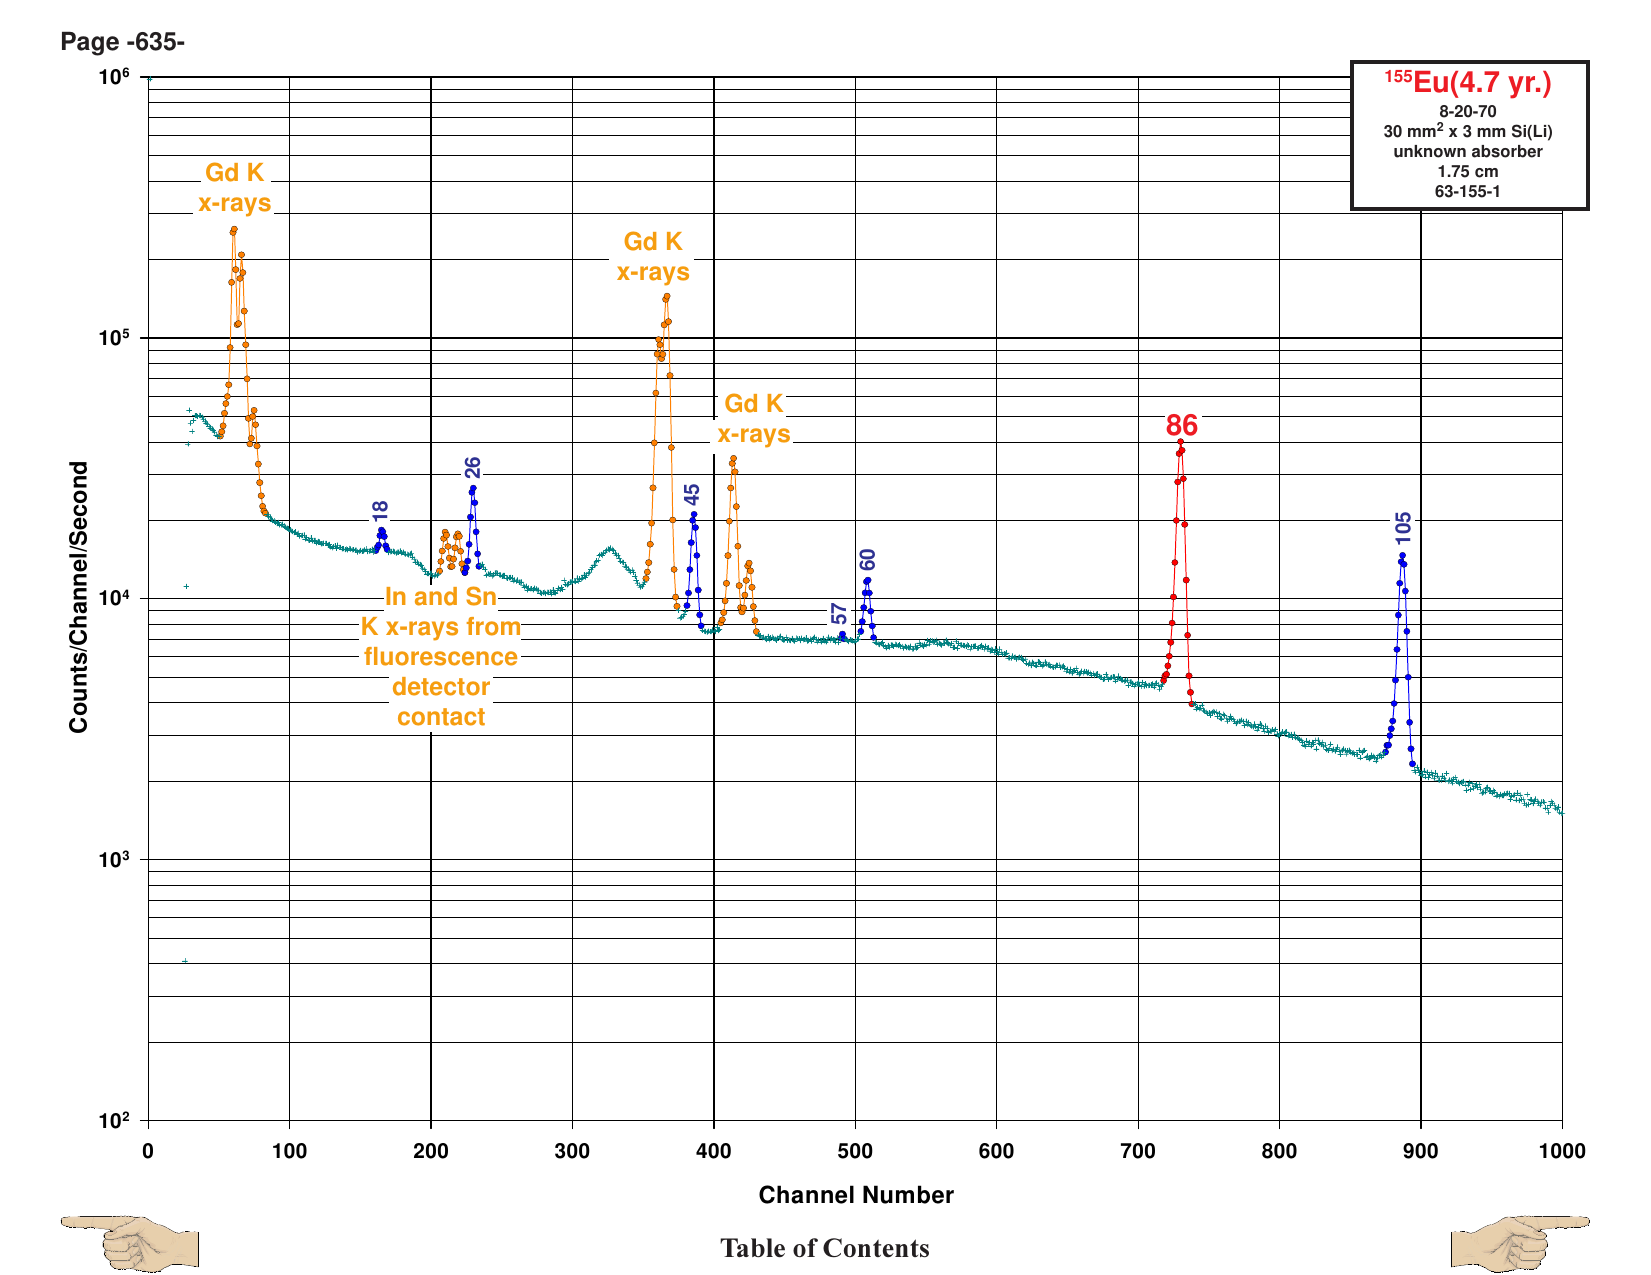 Page -635-
10⁶
¹⁵⁵Eu(4.7 yr.)
8-20-70
30 mm² x 3 mm Si(Li)
unknown absorber
1.75 cm
63-155-1
Gd K
x-rays
Gd K
x-rays
10⁵
Gd K
x-rays
86
26
45
18
105
60
57
10⁴
In and Sn
K x-rays from
fluorescence
detector
contact
Counts/Channel/Second
10³
10²
0 100 200 300 400 500 600 700 800 900 1000
Channel Number
Table of Contents